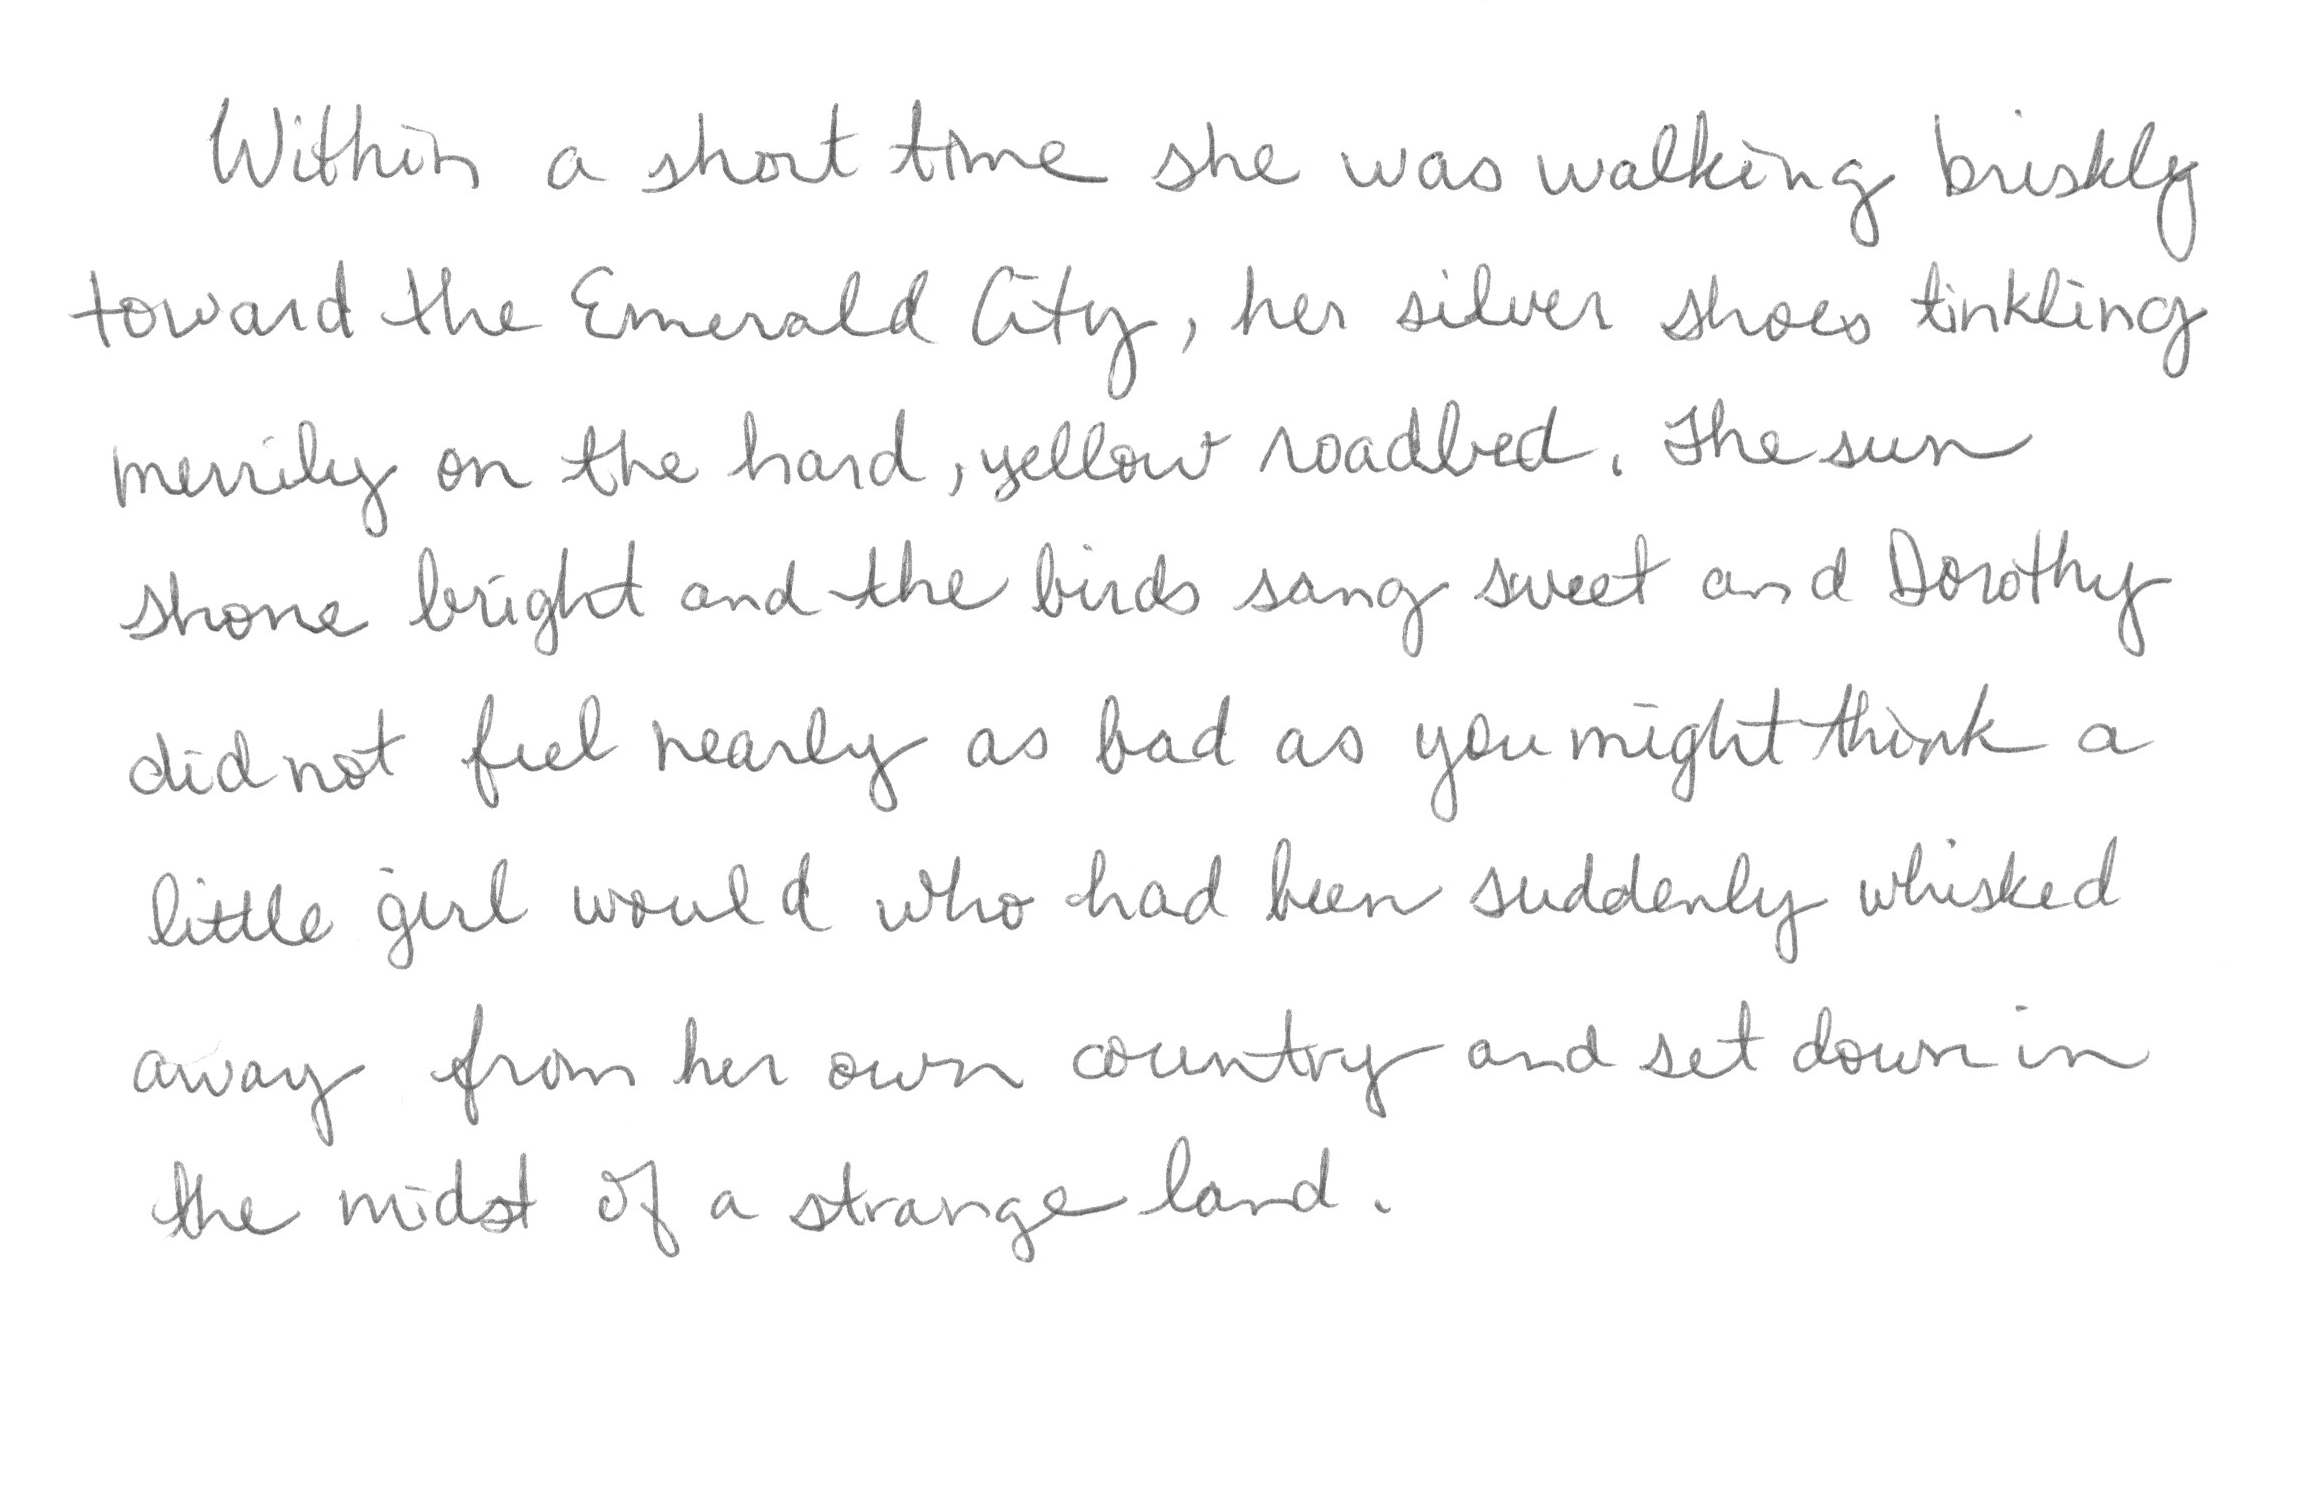 Within a short time she was walking briskly
toward the Emerald City, her silver shoes tinkling
merrily on the hard, yellow roadbed. The sun
shone bright and the birds sang sweet and Dorothy
did not feel nearly as bad as you might think a
little girl would who had been suddenly whisked
away from her own country and set down in
the midst of a strange land.